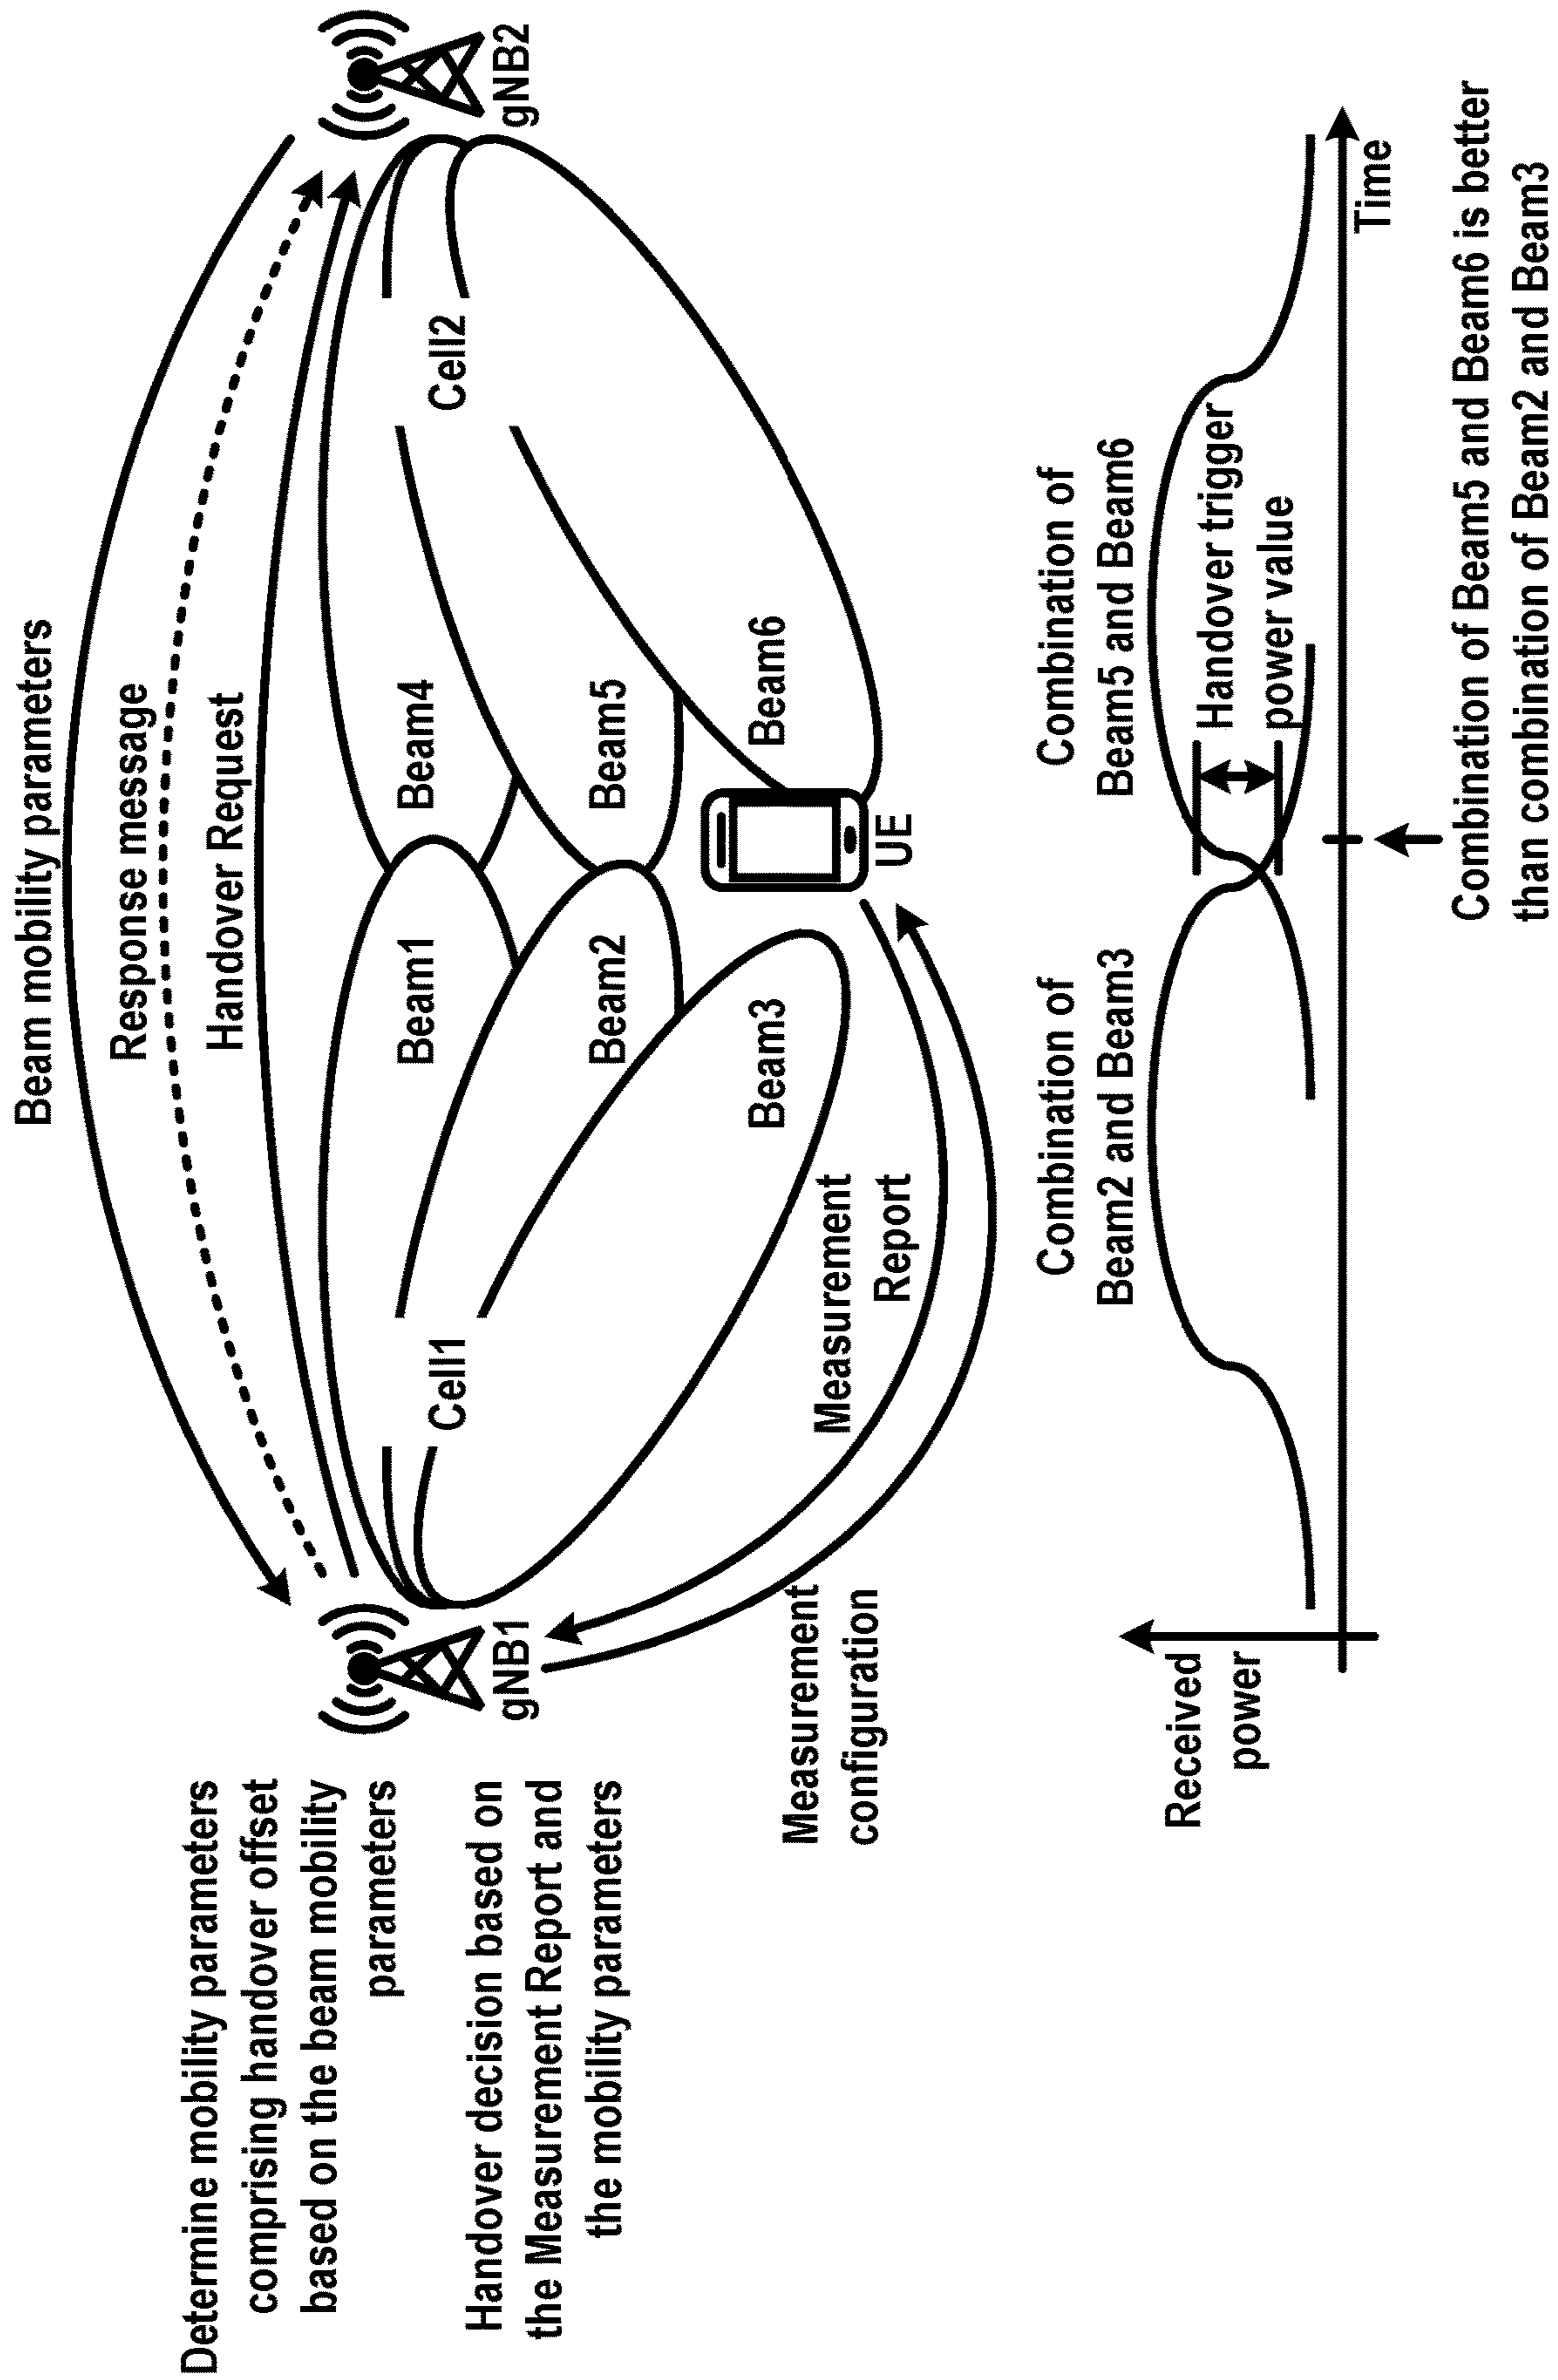 Beam mobility parameters
Response message
Handover Request
Determine mobility parameters
comprising handover offset
based on the beam mobility
parameters
Handover decision based on
the Measurement Report and
the mobility parameters
gNB1
gNB2
Cell1
Cell2
Beam1
Beam4
Beam2
Beam5
Beam3
Beam6
UE
Measurement
Report
Measurement
configuration
Received
power
Combination of
Beam2 and Beam3
Combination of
Beam5 and Beam6
Handover trigger
power value
Time
Combination of Beam5 and Beam6 is better
than combination of Beam2 and Beam3